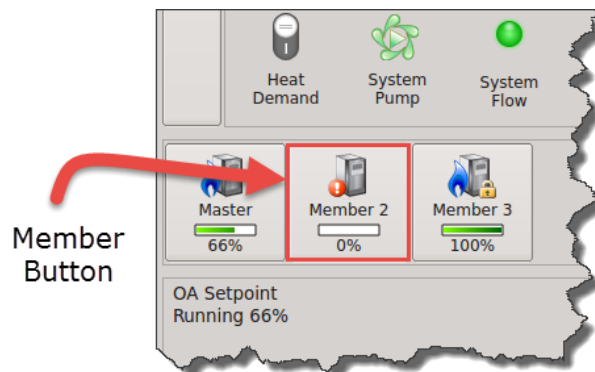 Heat
Demand
System
Pump
System
Flow
Master
66%
Member 2
0%
Member 3
100%
Member
Button
OA Setpoint
Running 66%